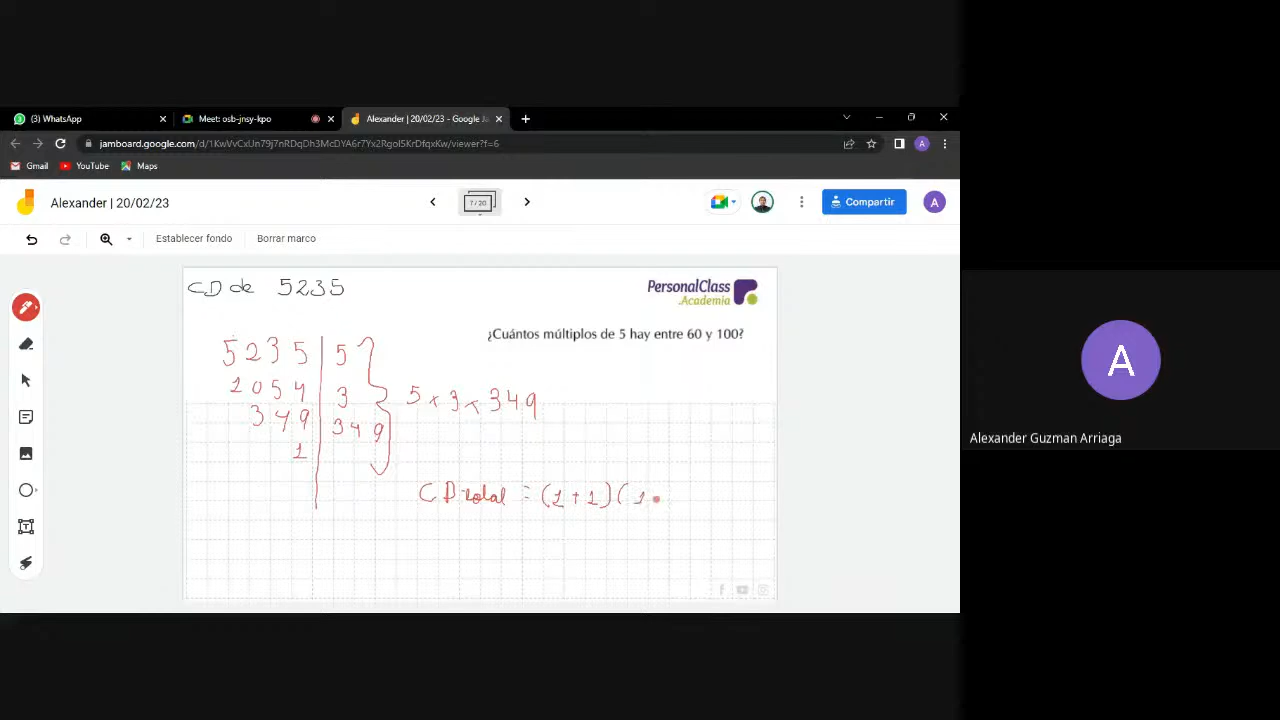 (3) WhatsApp
Meet: osb-jnsy-kpo
Alexander | 20/02/23 - Google Ja
jamboard.google.com/d/1KwVvCxUn79j7nRDqDh3McDYA6r7Yx2RgoI5KrDfqxKw/viewer?f=6
A
Gmail
YouTube
Maps
Alexander | 20/02/23
7 / 20
Compartir
A
Establecer fondo
Borrar marco
CD de 5235
PersonalClass
.Academia
¿Cuántos múltiplos de 5 hay entre 60 y 100?
5235 | 5
1054 | 3
349 | 349
1
5 × 3 × 349
CD total = (1+1)(1
A
Alexander Guzman Arriaga